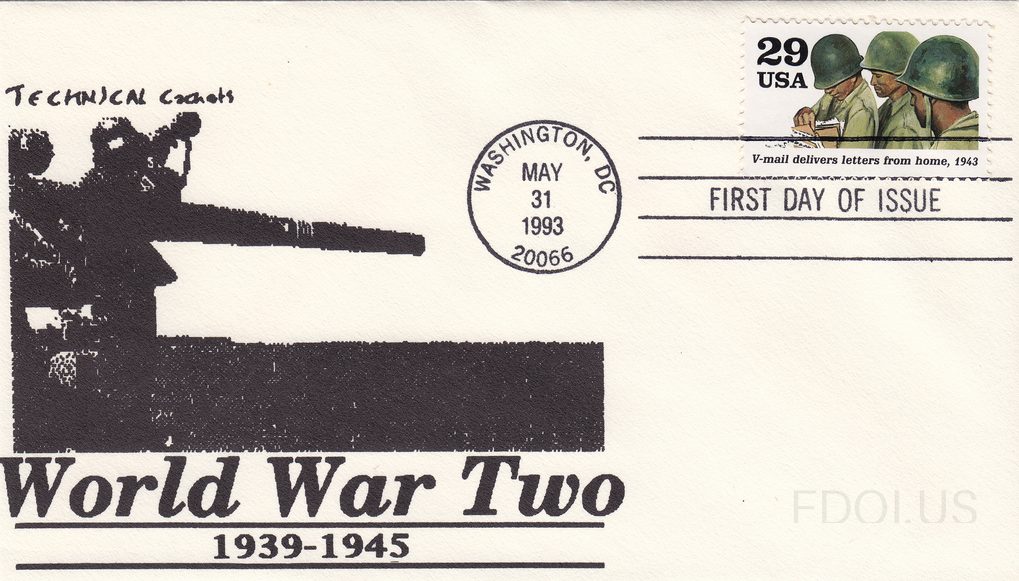 TECHNICAL Cachets
29
USA
V-mail delivers letters from home, 1943
WASHINGTON, DC
MAY
31
1993
20066
FIRST DAY OF ISSUE
World War Two
1939-1945
FDOI.US